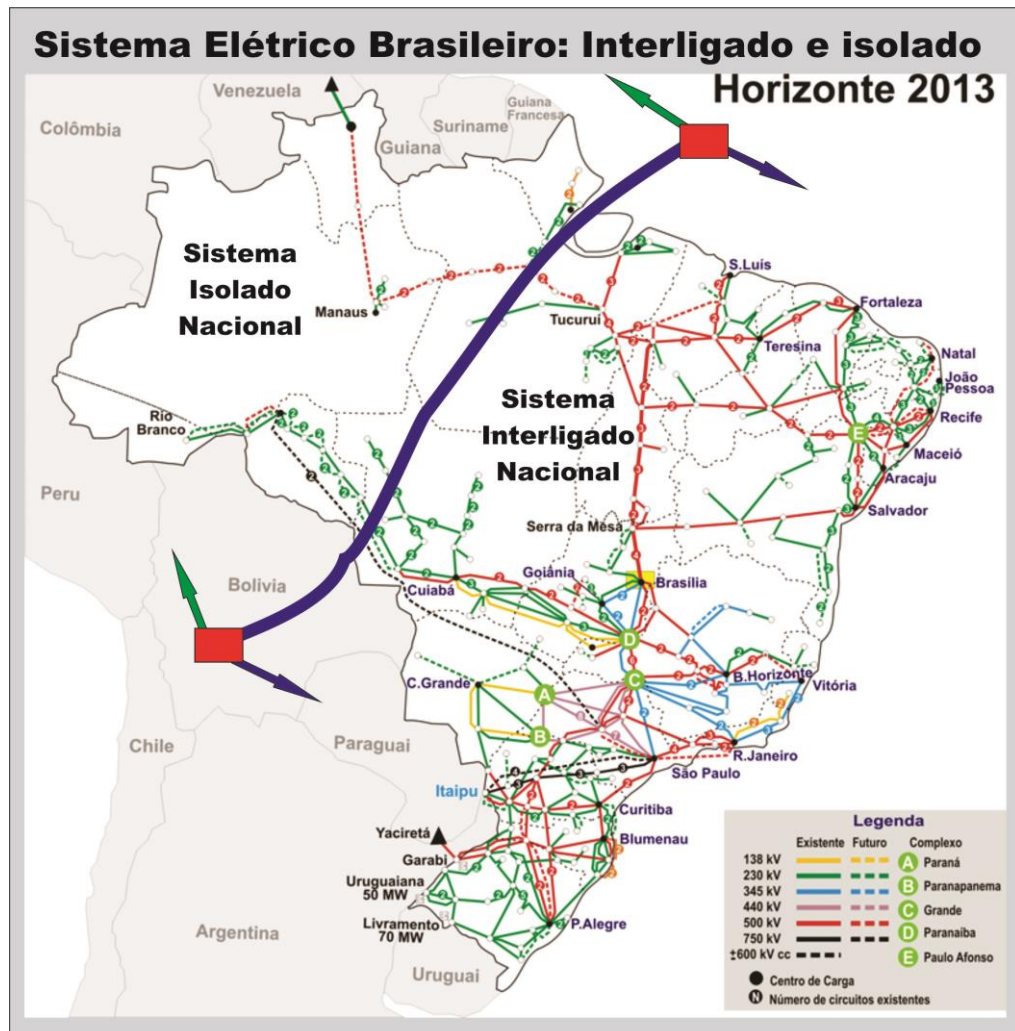 Sistema Elétrico Brasileiro: Interligado e isolado
Horizonte 2013
Venezuela
Guiana
Francesa
Suriname
Colômbia
Guiana
Sistema
Isolado
Nacional
S.Luís
Manaus
Tucuruí
Fortaleza
Teresina
Natal
João
Pessoa
Sistema
Interligado
Nacional
Rio
Branco
Recife
E
Maceió
Aracaju
Peru
Salvador
Serra da Mesa
Bolivia
Goiânia
Brasília
Cuiabá
D
B.Horizonte
C
Vitória
C.Grande
A
B
Chile
Paraguai
R.Janeiro
São Paulo
Itaipu
Curitiba
Yaciretá
Blumenau
Garabi
Uruguaiana
50 MW
Livramento
70 MW
P.Alegre
Argentina
Uruguai
Legenda
Existente Futuro Complexo
138 kV A Paraná
230 kV B Paranapanema
345 kV
440 kV C Grande
500 kV D Paranaíba
750 kV
±600 kV cc E Paulo Afonso
Centro de Carga
N Número de circuitos existentes